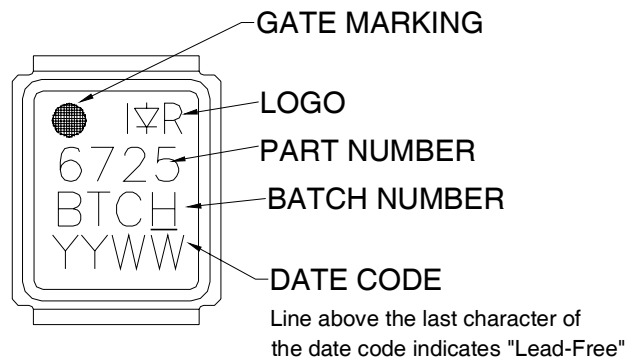 GATE MARKING
I R
LOGO
6725
PART NUMBER
BTCH
BATCH NUMBER
YYWW
DATE CODE
Line above the last character of
the date code indicates "Lead-Free"